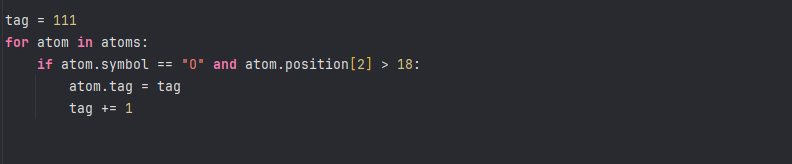 tag = 111
for atom in atoms:
    if atom.symbol == "O" and atom.position[2] > 18:
        atom.tag = tag
        tag += 1